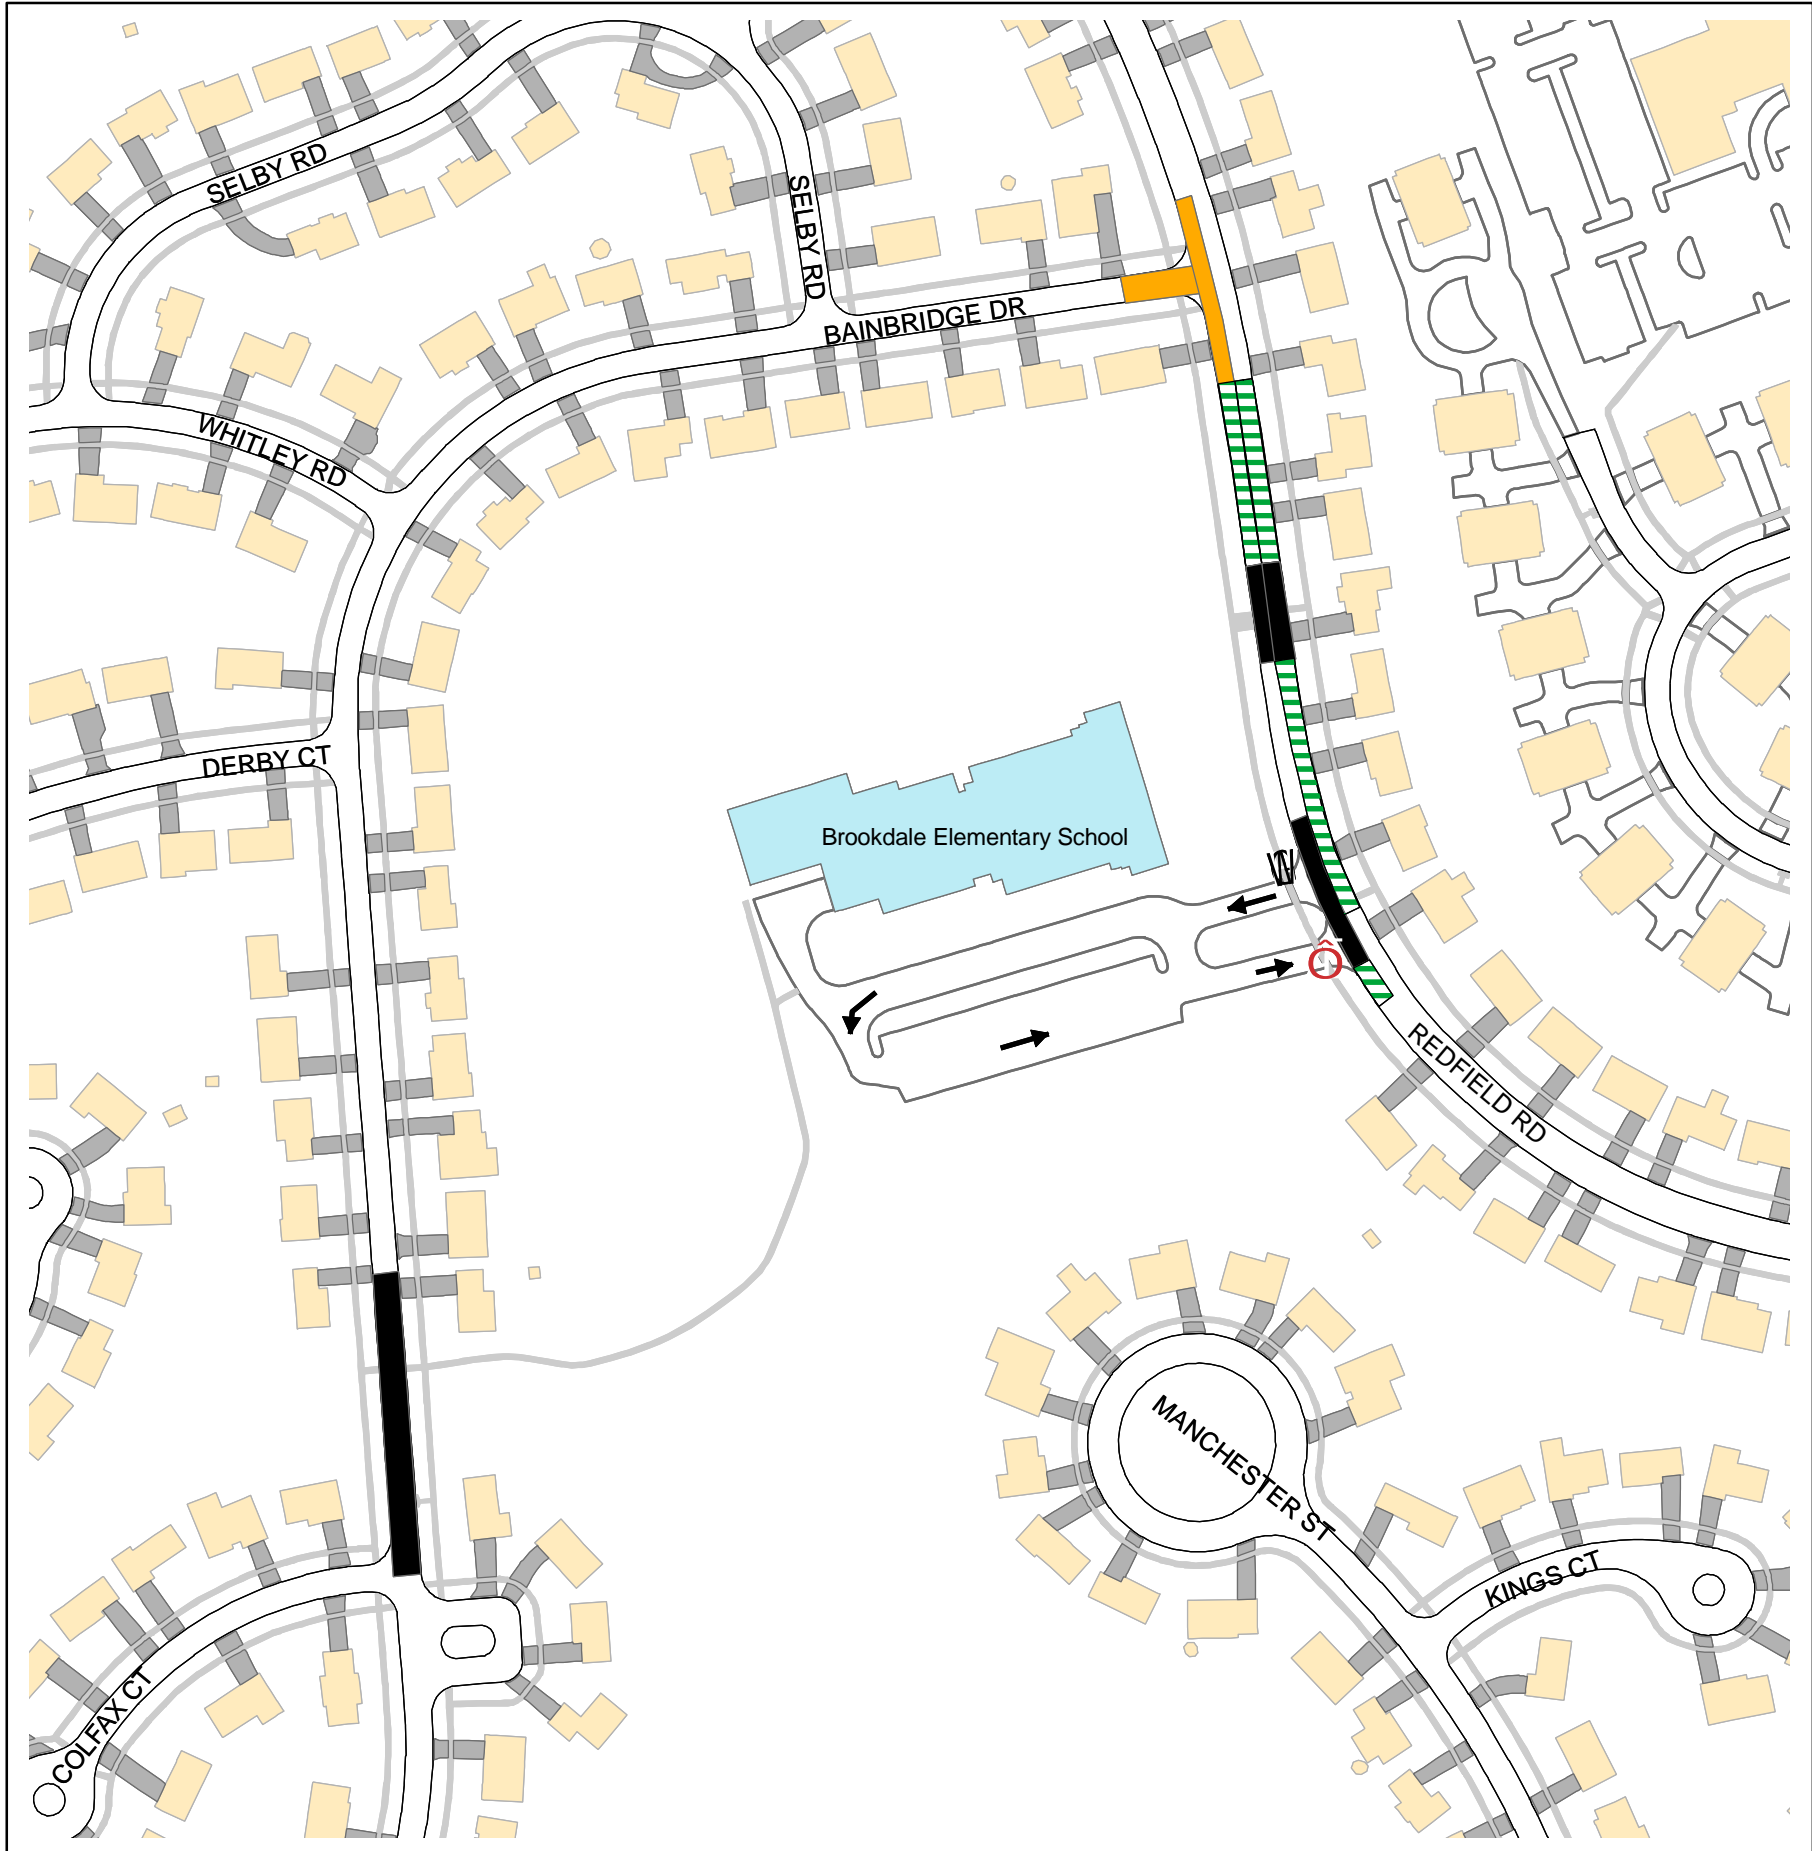 SELBY RD
SELBY RD
BAINBRIDGE DR
WHITLEY RD
DERBY CT
Brookdale Elementary School
REDFIELD RD
MANCHESTER ST
KINGS CT
COLFAX CT